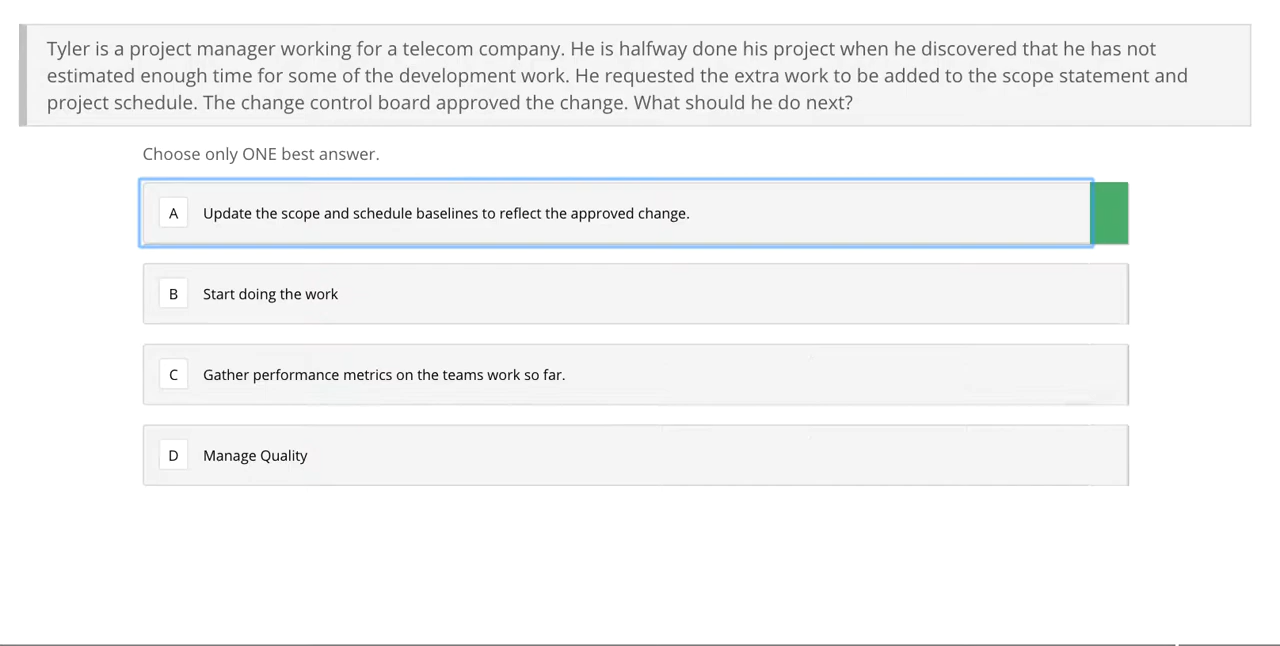 Tyler is a project manager working for a telecom company. He is halfway done his project when he discovered that he has not
estimated enough time for some of the development work. He requested the extra work to be added to the scope statement and
project schedule. The change control board approved the change. What should he do next?
Choose only ONE best answer.
A Update the scope and schedule baselines to reflect the approved change.
B Start doing the work
C Gather performance metrics on the teams work so far.
D Manage Quality